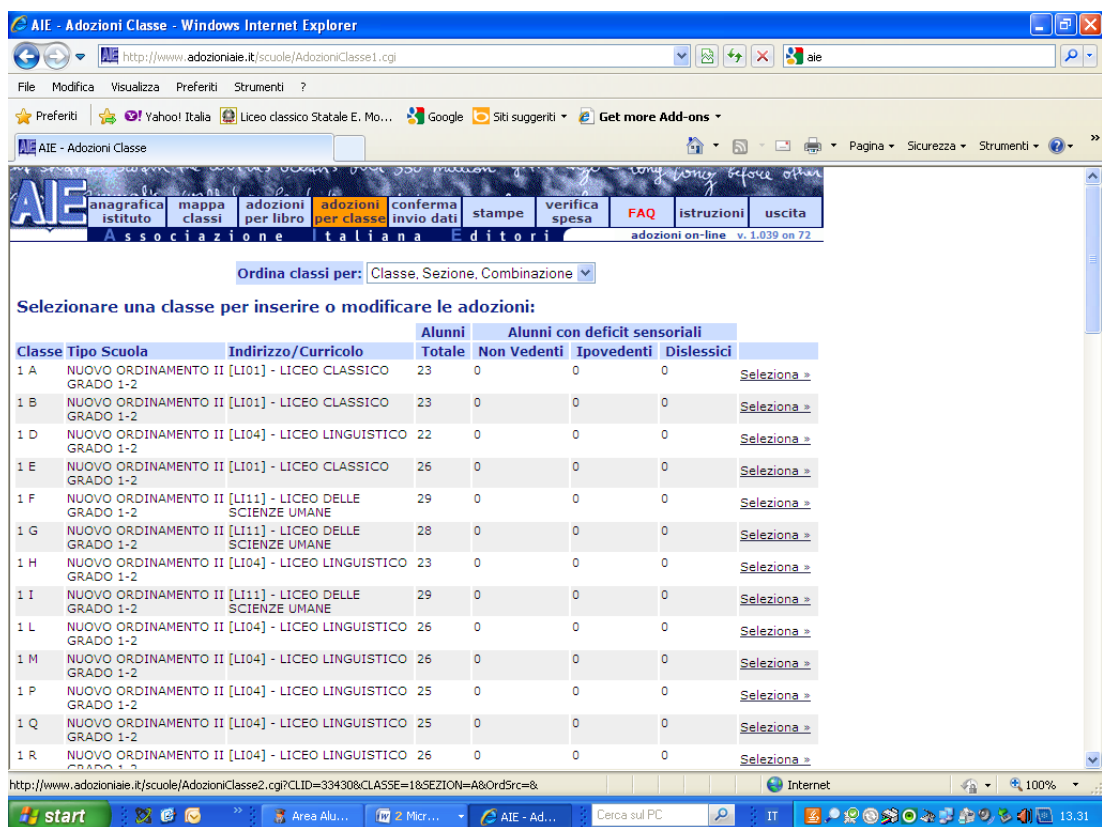 AIE - Adozioni Classe - Windows Internet Explorer
http://www.adozioniaie.it/scuole/AdozioniClasse1.cgi
aie
File Modifica Visualizza Preferiti Strumenti ?
Preferiti Yahoo! Italia Liceo classico Statale E. Mo... Google Siti suggeriti Get more Add-ons
AIE - Adozioni Classe
Pagina Sicurezza Strumenti
AIE
anagrafica istituto
mappa classi
adozioni per libro
adozioni per classe
conferma invio dati
stampe
verifica spesa
FAQ
istruzioni
uscita
Associazione Italiana Editori
adozioni on-line v. 1.039 on 72
Ordina classi per: Classe, Sezione, Combinazione
Selezionare una classe per inserire o modificare le adozioni:
Alunni Alunni con deficit sensoriali
Classe Tipo Scuola Indirizzo/Curricolo Totale Non Vedenti Ipovedenti Dislessici
1 A NUOVO ORDINAMENTO II [LI01] - LICEO CLASSICO 23 0 0 0 Seleziona »
GRADO 1-2
1 B NUOVO ORDINAMENTO II [LI01] - LICEO CLASSICO 23 0 0 0 Seleziona »
GRADO 1-2
1 D NUOVO ORDINAMENTO II [LI04] - LICEO LINGUISTICO 22 0 0 0 Seleziona »
GRADO 1-2
1 E NUOVO ORDINAMENTO II [LI01] - LICEO CLASSICO 26 0 0 0 Seleziona »
GRADO 1-2
1 F NUOVO ORDINAMENTO II [LI11] - LICEO DELLE 29 0 0 0 Seleziona »
GRADO 1-2 SCIENZE UMANE
1 G NUOVO ORDINAMENTO II [LI11] - LICEO DELLE 28 0 0 0 Seleziona »
GRADO 1-2 SCIENZE UMANE
1 H NUOVO ORDINAMENTO II [LI04] - LICEO LINGUISTICO 23 0 0 0 Seleziona »
GRADO 1-2
1 I NUOVO ORDINAMENTO II [LI11] - LICEO DELLE 29 0 0 0 Seleziona »
GRADO 1-2 SCIENZE UMANE
1 L NUOVO ORDINAMENTO II [LI04] - LICEO LINGUISTICO 26 0 0 0 Seleziona »
GRADO 1-2
1 M NUOVO ORDINAMENTO II [LI04] - LICEO LINGUISTICO 26 0 0 0 Seleziona »
GRADO 1-2
1 P NUOVO ORDINAMENTO II [LI04] - LICEO LINGUISTICO 25 0 0 0 Seleziona »
GRADO 1-2
1 Q NUOVO ORDINAMENTO II [LI04] - LICEO LINGUISTICO 25 0 0 0 Seleziona »
GRADO 1-2
1 R NUOVO ORDINAMENTO II [LI04] - LICEO LINGUISTICO 26 0 0 0 Seleziona »
GRADO 1-2
http://www.adozioniaie.it/scuole/AdozioniClasse2.cgi?CLID=33430&CLASSE=1&SEZION=A&OrdSrc=& Internet 100%
start Area Alu... 2 Micr... AIE - Ad... Cerca sul PC IT 13.31